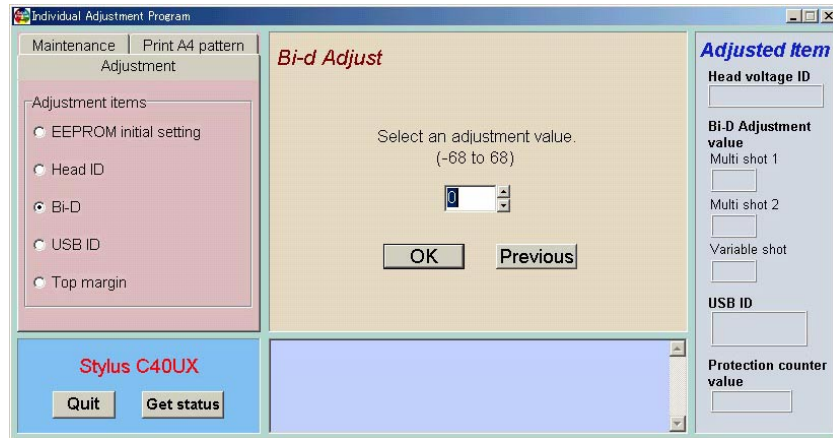 Individual Adjustment Program
Maintenance
Print A4 pattern
Adjustment
Adjustment items
EEPROM initial setting
Head ID
Bi-D
USB ID
Top margin
Stylus C40UX
Quit
Get status
Bi-d Adjust
Select an adjustment value.
(-68 to 68)
0
OK
Previous
Adjusted Item
Head voltage ID
Bi-D Adjustment
value
Multi shot 1
Multi shot 2
Variable shot
USB ID
Protection counter
value